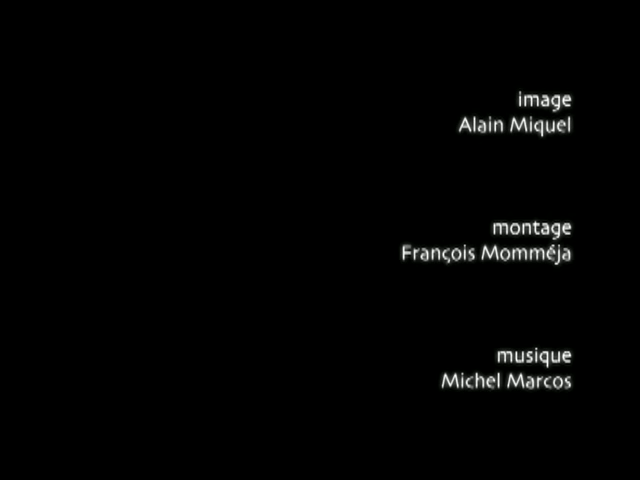 image
Alain Miquel
montage
François Momméja
musique
Michel Marcos